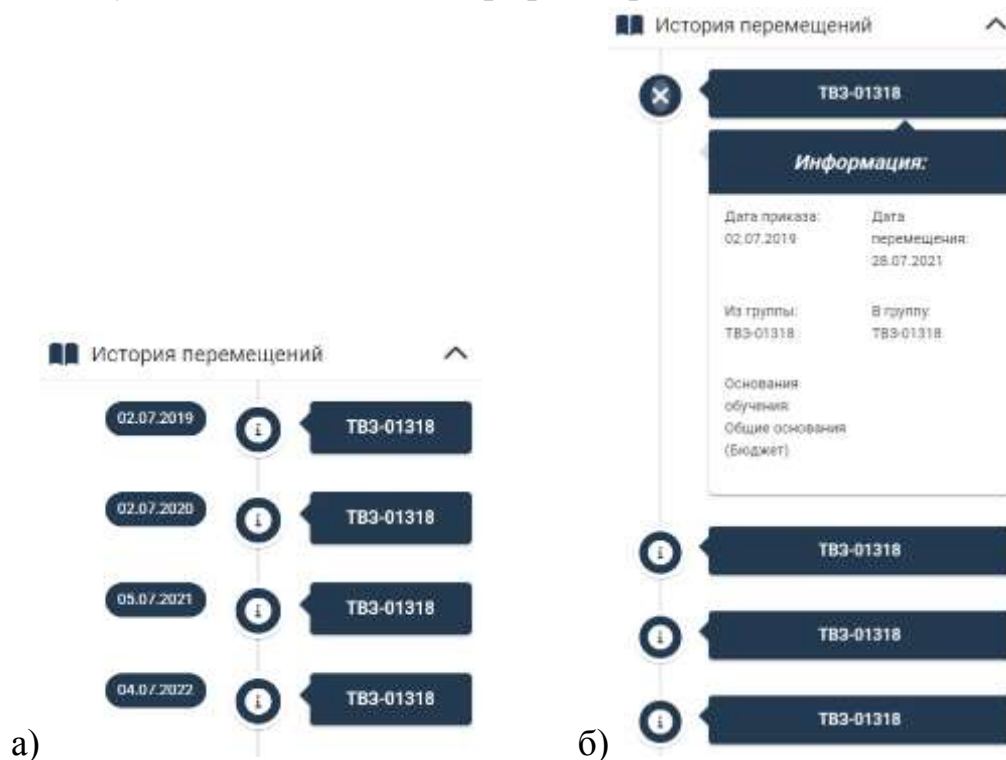 История перемещений
02.07.2019
ТВЗ-01318
02.07.2020
ТВЗ-01318
05.07.2021
ТВЗ-01318
04.07.2022
ТВЗ-01318
а)
История перемещений
ТВЗ-01318
Информация:
Дата приказа:
02.07.2019
Дата
перемещения:
28.07.2021
Из группы:
ТВЗ-01318
В группу:
ТВЗ-01318
Основания
обучения:
Общие основания
(Бюджет)
ТВЗ-01318
ТВЗ-01318
ТВЗ-01318
б)